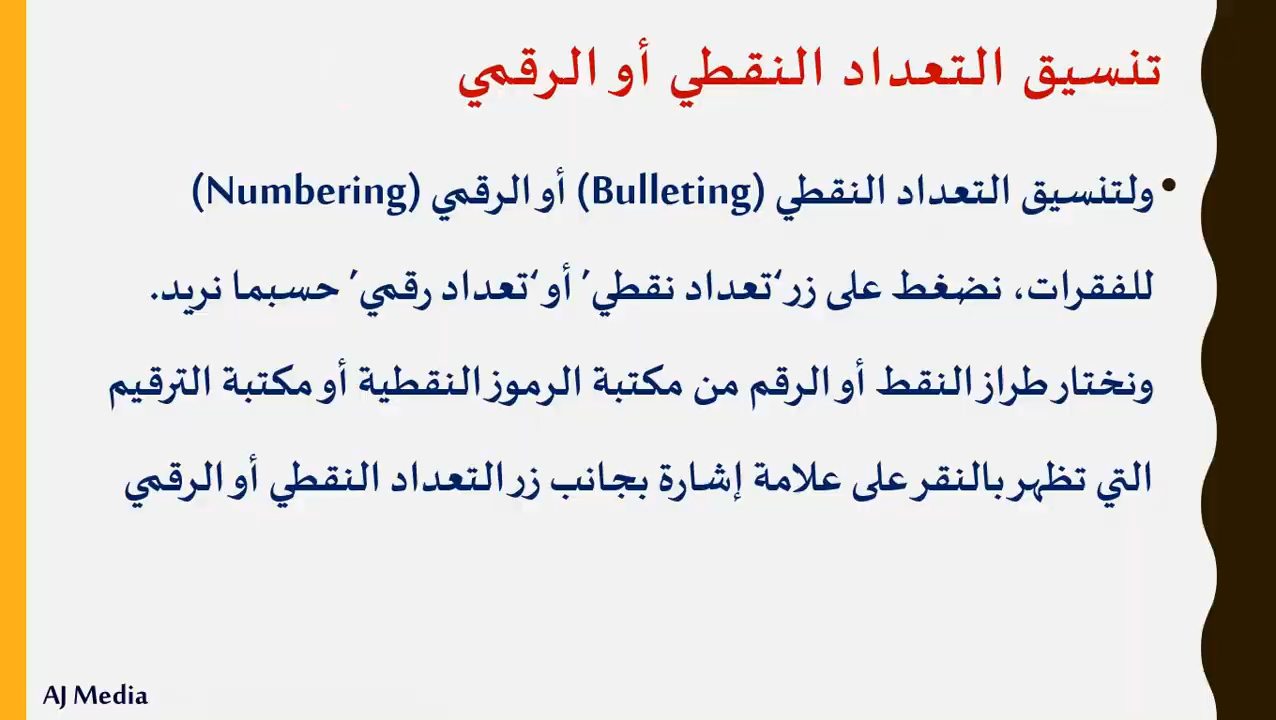 تنسيق التعداد النقطي أو الرقمي
• ولتنسيق التعداد النقطي (Bulleting) أو الرقمي (Numbering)
للفقرات، نضغط على زر ‘تعداد نقطي’ أو ‘تعداد رقمي’ حسبما نريد.
ونختار طراز النقط أو الرقم من مكتبة الرموز النقطية أو مكتبة الترقيم
التي تظهر بالنقر على علامة إشارة بجانب زر التعداد النقطي أو الرقمي
AJ Media